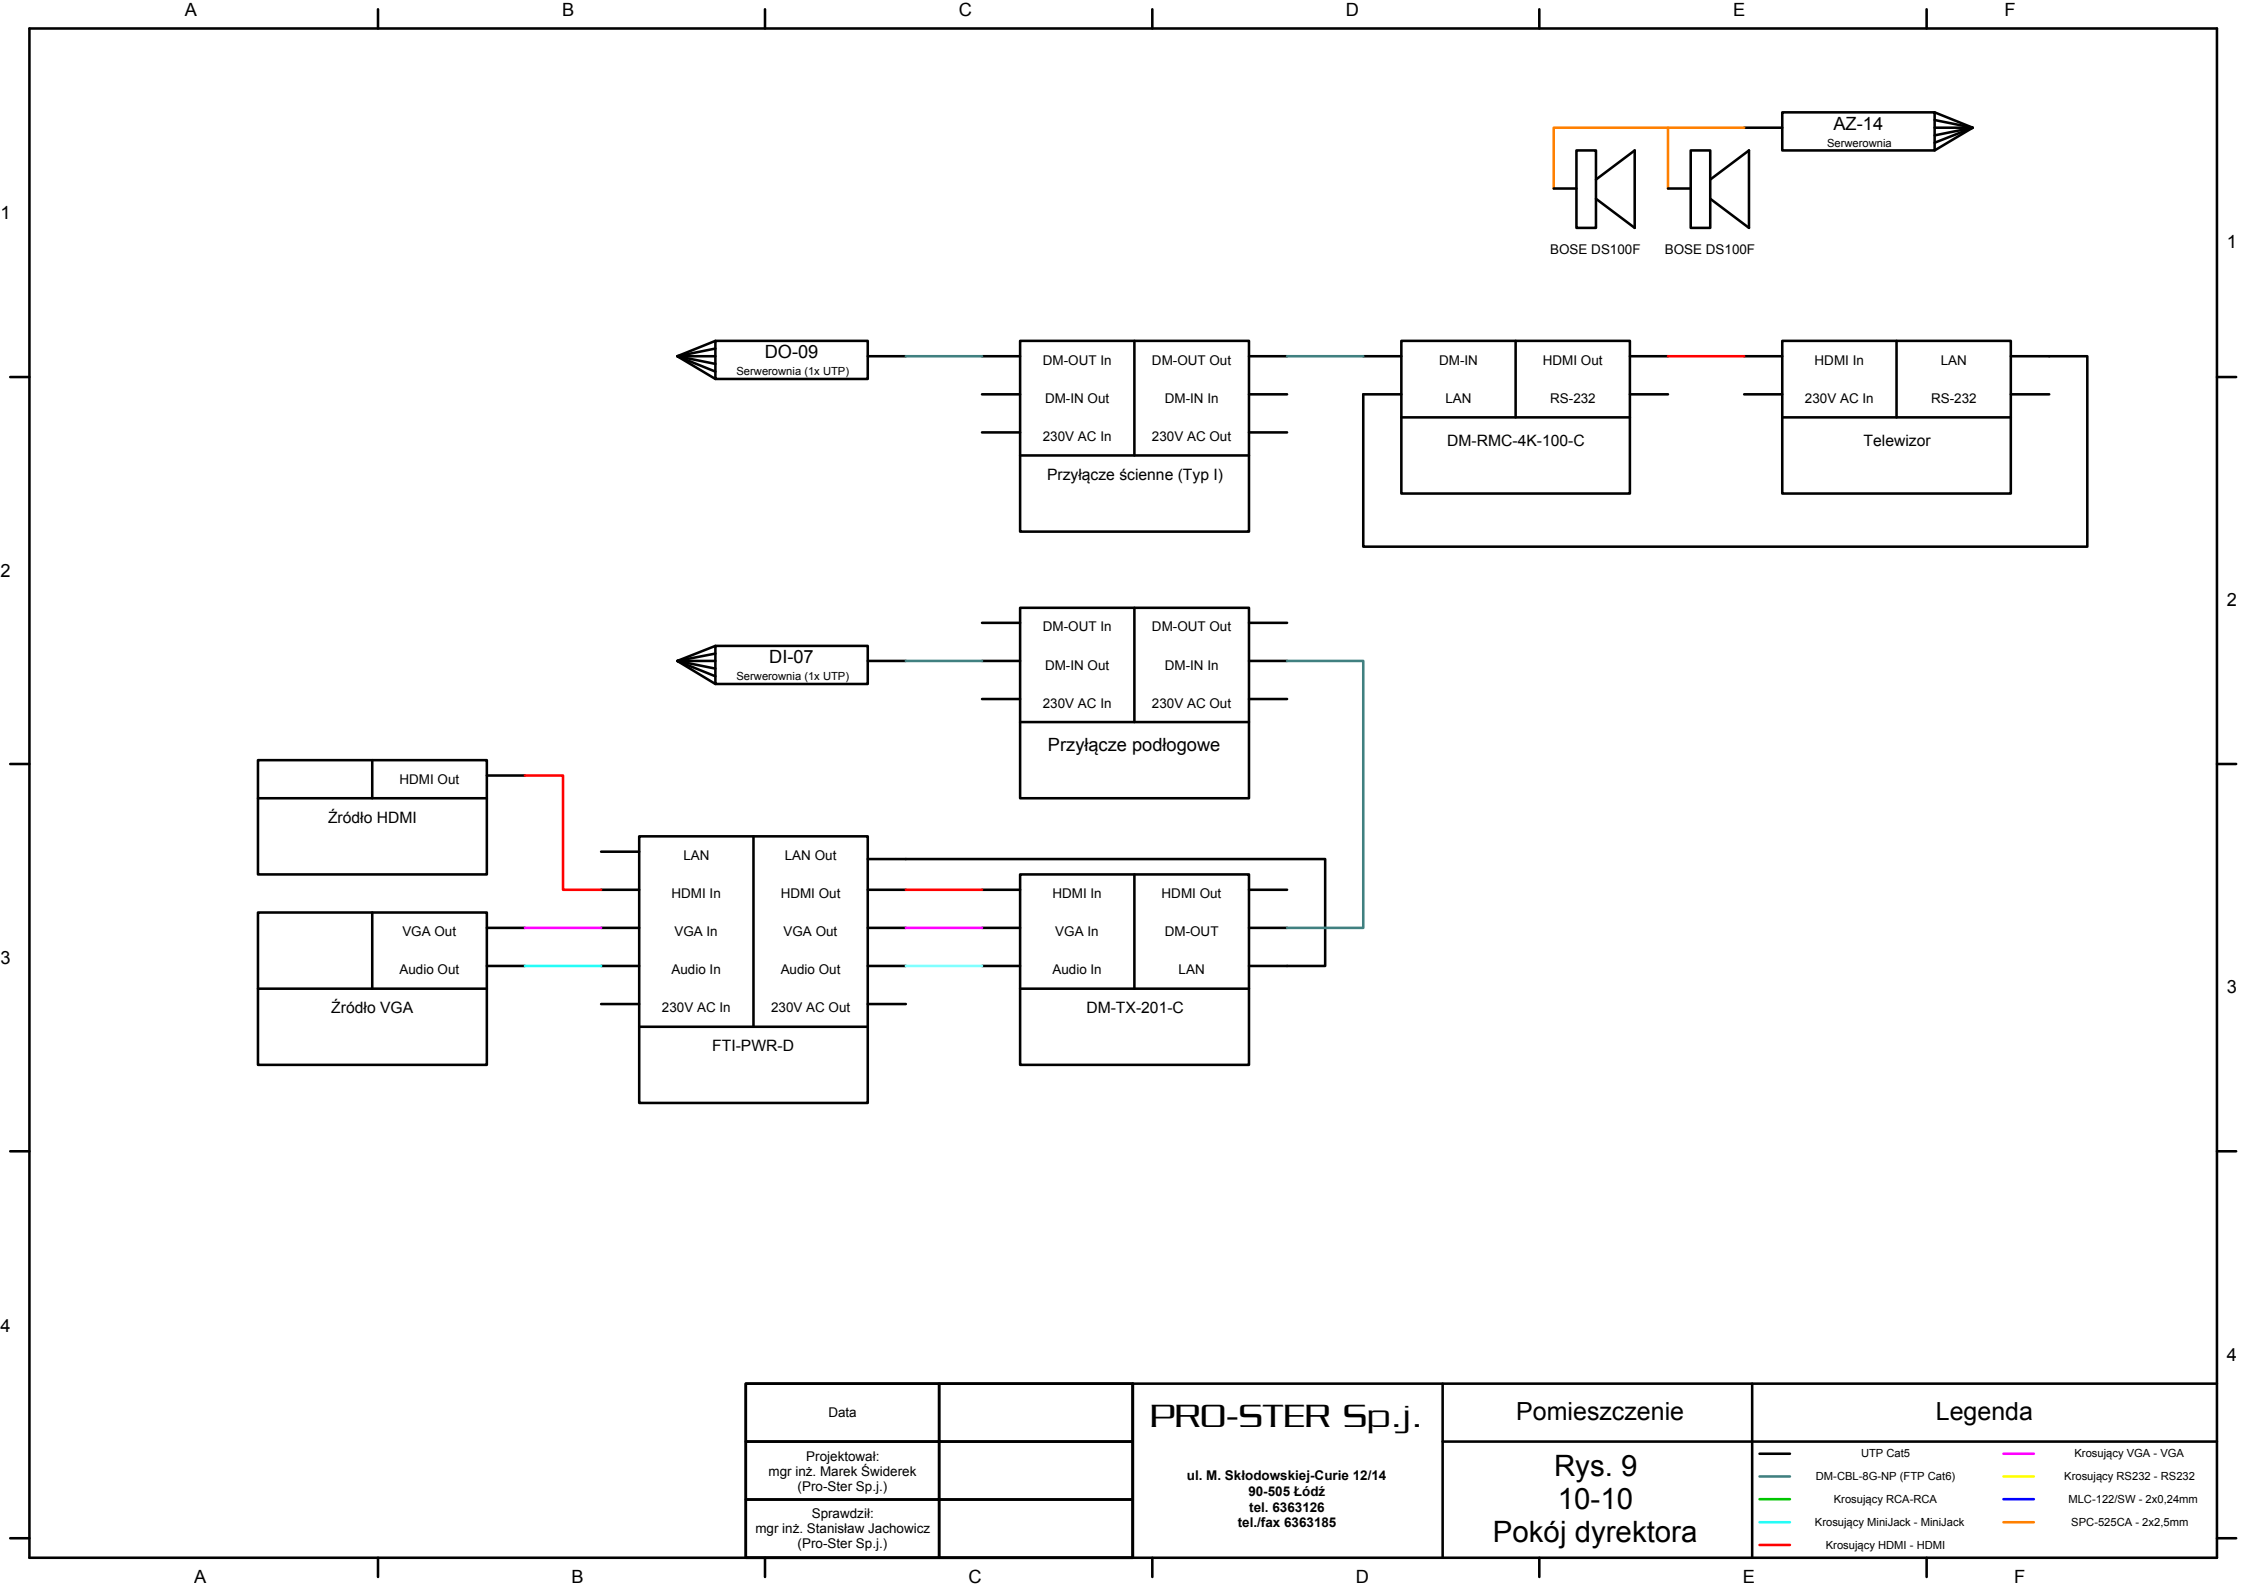 A B C D E F
AZ-14
Serwerownia
1
BOSE DS100F BOSE DS100F
1
DO-09
Serwerownia (1x UTP)
DM-OUT In DM-OUT Out
DM-IN Out DM-IN In
230V AC In 230V AC Out
Przyłącze ścienne (Typ I)
DM-IN HDMI Out
LAN RS-232
DM-RMC-4K-100-C
HDMI In LAN
230V AC In RS-232
Telewizor
2
2
DI-07
Serwerownia (1x UTP)
DM-OUT In DM-OUT Out
DM-IN Out DM-IN In
230V AC In 230V AC Out
Przyłącze podłogowe
HDMI Out
Źródło HDMI
VGA Out
Audio Out
Źródło VGA
LAN LAN Out
HDMI In HDMI Out
VGA In VGA Out
Audio In Audio Out
230V AC In 230V AC Out
FTI-PWR-D
HDMI In HDMI Out
VGA In DM-OUT
Audio In LAN
DM-TX-201-C
3
3
4
4
Data
Projektował:
mgr inż. Marek Świderek
(Pro-Ster Sp.j.)
Sprawdził:
mgr inż. Stanisław Jachowicz
(Pro-Ster Sp.j.)
PRO-STER Sp.j.
ul. M. Skłodowskiej-Curie 12/14
90-505 Łódź
tel. 6363126
tel./fax 6363185
Pomieszczenie
Rys. 9
10-10
Pokój dyrektora
Legenda
UTP Cat5
DM-CBL-8G-NP (FTP Cat6)
Krosujący RCA-RCA
Krosujący MiniJack - MiniJack
Krosujący HDMI - HDMI
Krosujący VGA - VGA
Krosujący RS232 - RS232
MLC-122/SW - 2x0,24mm
SPC-525CA - 2x2,5mm
A B C D E F